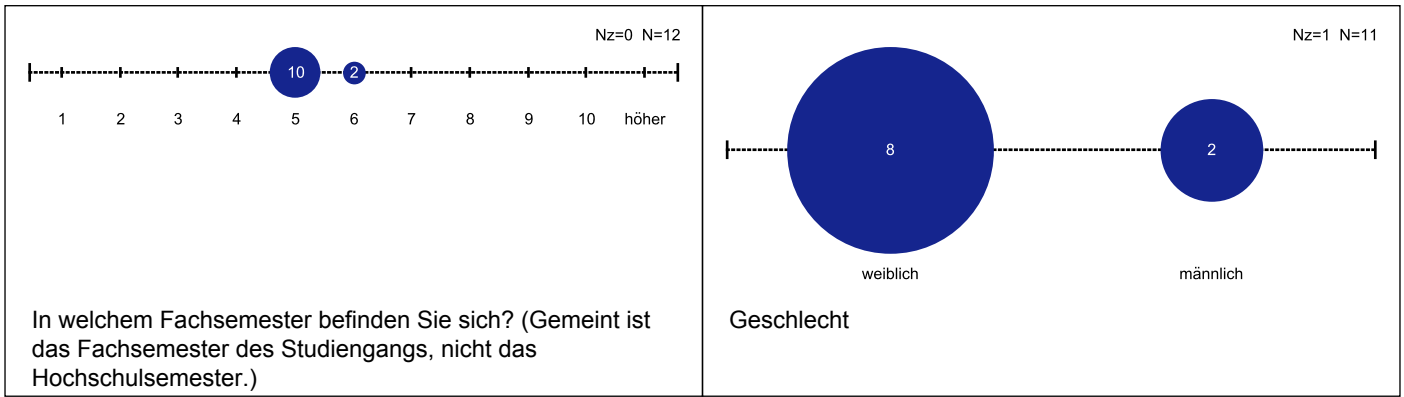 Nz=0 N=12
10 2
1 2 3 4 5 6 7 8 9 10 höher
In welchem Fachsemester befinden Sie sich? (Gemeint ist
das Fachsemester des Studiengangs, nicht das
Hochschulsemester.)
Nz=1 N=11
8 2
weiblich männlich
Geschlecht